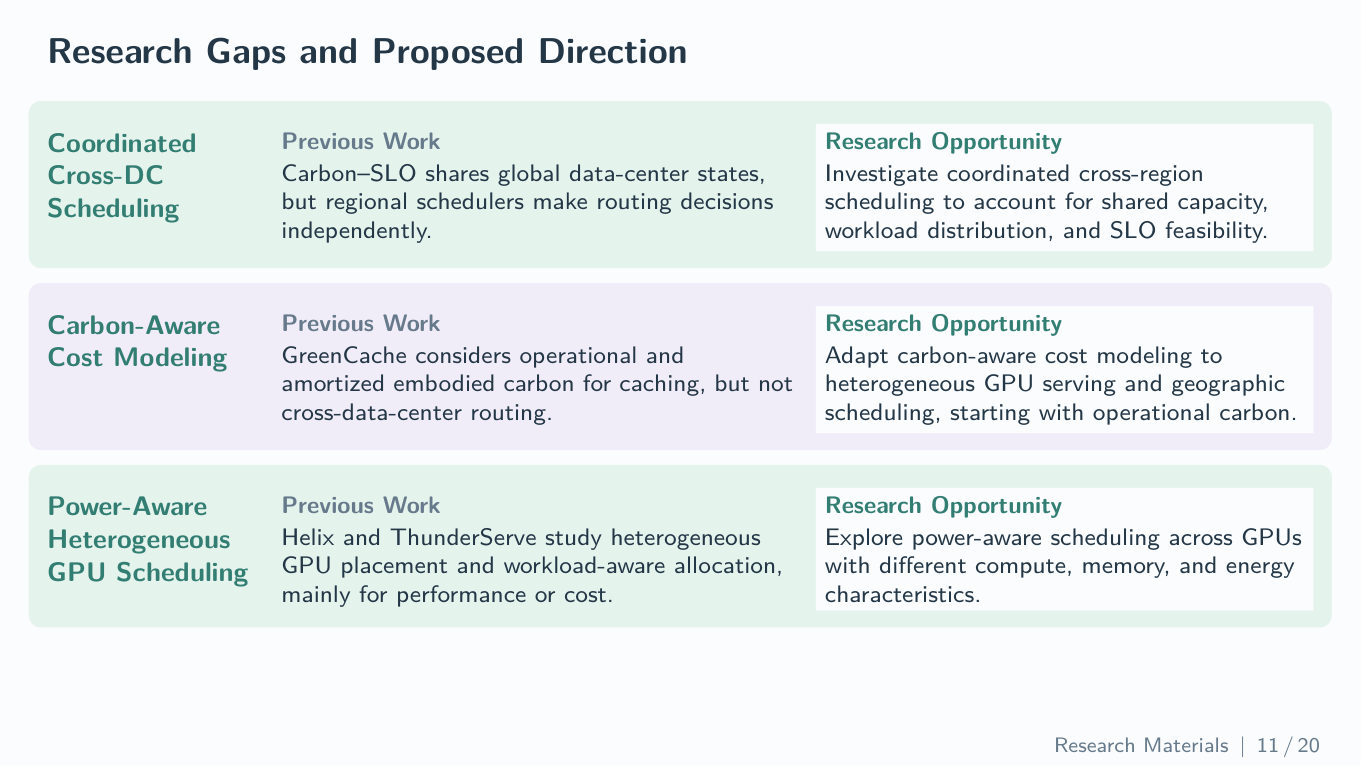 Research Gaps and Proposed Direction
Coordinated
Cross-DC
Scheduling
Previous Work
Carbon–SLO shares global data-center states,
but regional schedulers make routing decisions
independently.
Research Opportunity
Investigate coordinated cross-region
scheduling to account for shared capacity,
workload distribution, and SLO feasibility.
Carbon-Aware
Cost Modeling
Previous Work
GreenCache considers operational and
amortized embodied carbon for caching, but not
cross-data-center routing.
Research Opportunity
Adapt carbon-aware cost modeling to
heterogeneous GPU serving and geographic
scheduling, starting with operational carbon.
Power-Aware
Heterogeneous
GPU Scheduling
Previous Work
Helix and ThunderServe study heterogeneous
GPU placement and workload-aware allocation,
mainly for performance or cost.
Research Opportunity
Explore power-aware scheduling across GPUs
with different compute, memory, and energy
characteristics.
Research Materials | 11 / 20